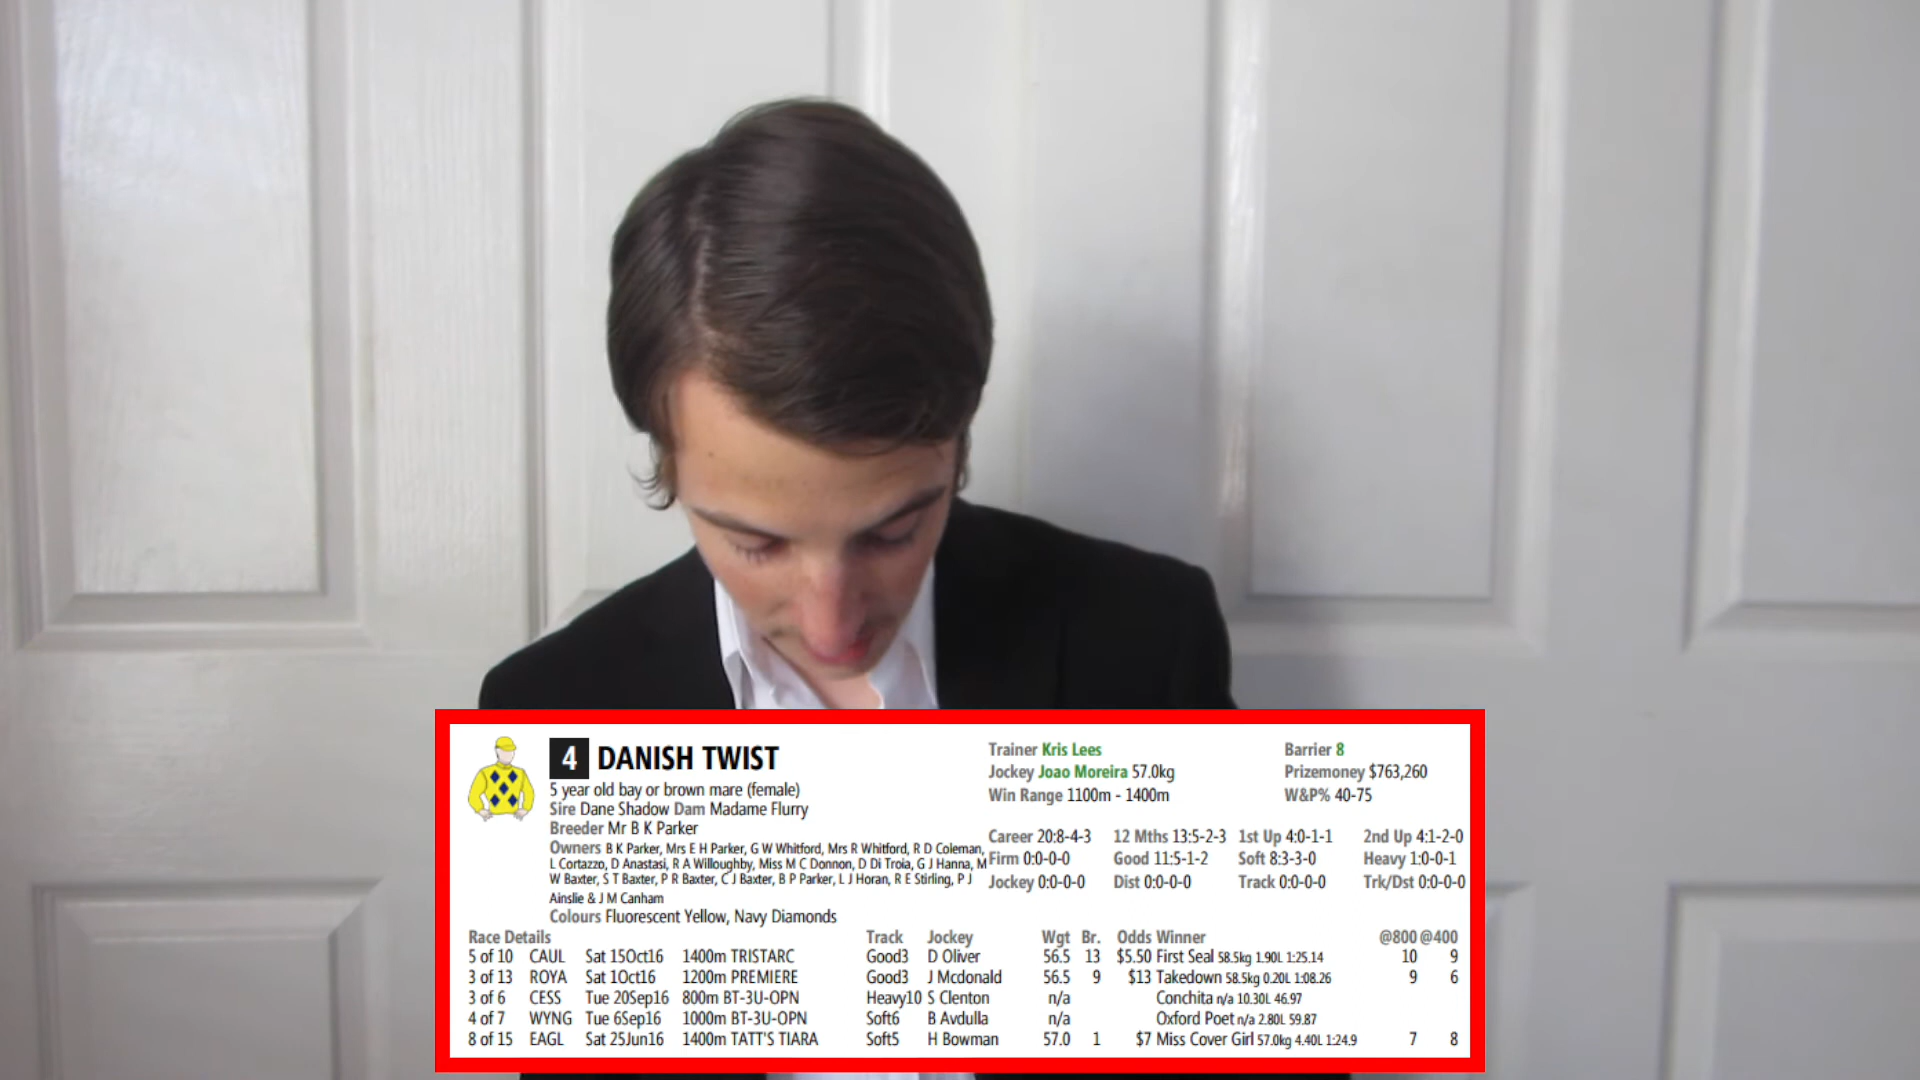 4 DANISH TWIST
5 year old bay or brown mare (female)
Sire Dane Shadow Dam Madame Flurry
Breeder Mr B K Parker
Owners B K Parker, Mrs E H Parker, G W Whitford, Mrs R Whitford, R D Coleman,
L Cortazzo, D Anastasi, R A Willoughby, Miss M C Donnon, D Di Troia, G J Hanna, M
W Baxter, S T Baxter, P R Baxter, C J Baxter, B P Parker, L J Horan, R E Stirling, P J
Ainslie & J M Canham
Colours Fluorescent Yellow, Navy Diamonds
Trainer Kris Lees
Jockey Joao Moreira 57.0kg
Win Range 1100m - 1400m
Barrier 8
Prizemoney $763,260
W&P% 40-75
Career 20:8-4-3 12 Mths 13:5-2-3 1st Up 4:0-1-1 2nd Up 4:1-2-0
Firm 0:0-0-0 Good 11:5-1-2 Soft 8:3-3-0 Heavy 1:0-0-1
Jockey 0:0-0-0 Dist 0:0-0-0 Track 0:0-0-0 Trk/Dst 0:0-0-0
Race Details Track Jockey Wgt Br. Odds Winner @800 @400
5 of 10 CAUL Sat 15Oct16 1400m TRISTARC Good3 D Oliver 56.5 13 $5.50 First Seal 58.5kg 1.90L 1:25.14 10 9
3 of 13 ROYA Sat 1Oct16 1200m PREMIERE Good3 J Mcdonald 56.5 9 $13 Takedown 58.5kg 0.20L 1:08.26 9 6
3 of 6 CESS Tue 20Sep16 800m BT-3U-OPN Heavy10 S Clenton n/a Conchita n/a 10.30L 46.97
4 of 7 WYNG Tue 6Sep16 1000m BT-3U-OPN Soft6 B Avdulla n/a Oxford Poet n/a 2.80L 59.87
8 of 15 EAGL Sat 25Jun16 1400m TATT'S TIARA Soft5 H Bowman 57.0 1 $7 Miss Cover Girl 57.0kg 4.40L 1:24.9 7 8